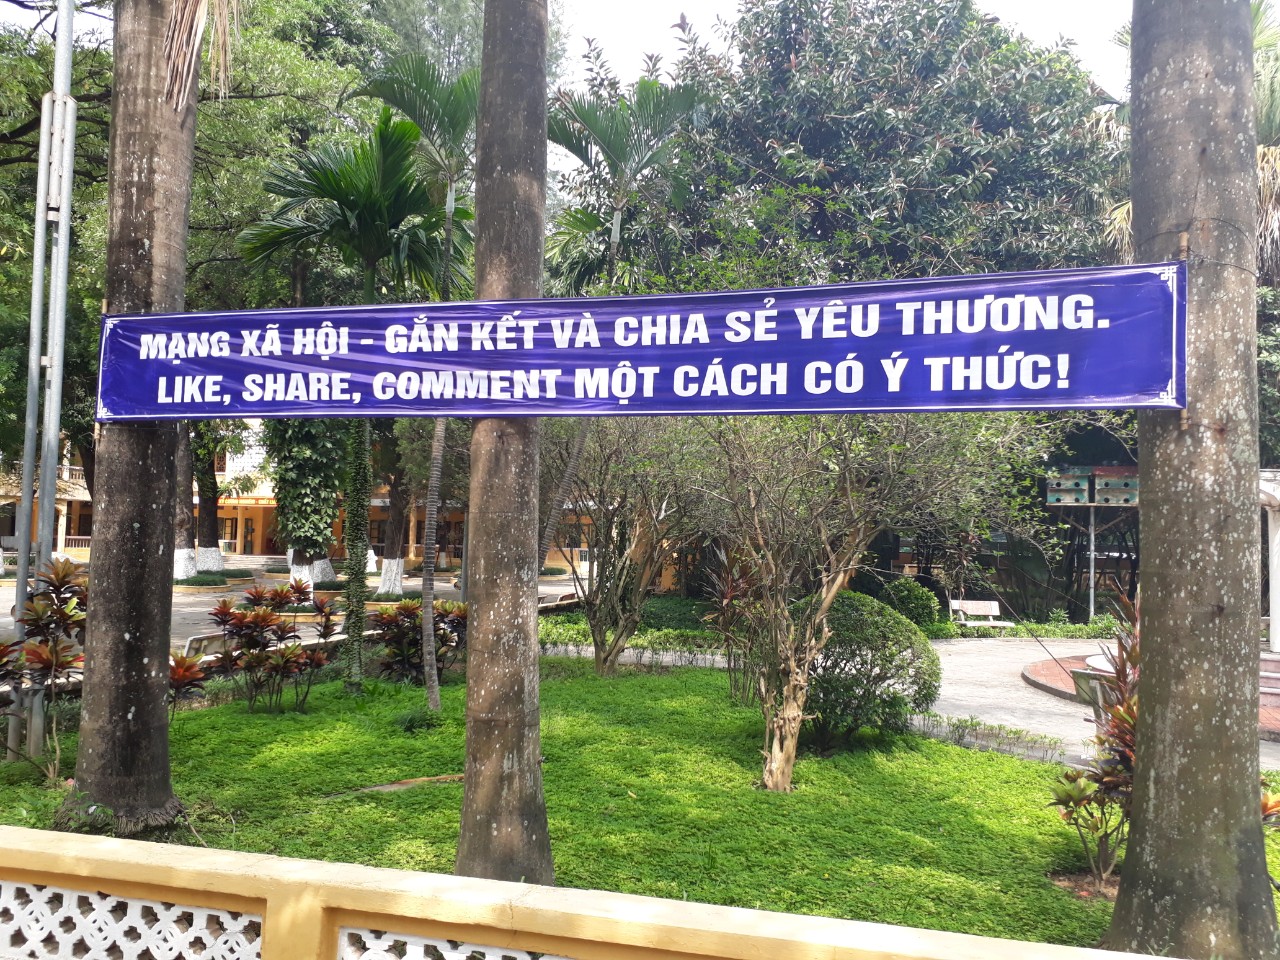 MẠNG XÃ HỘI - GẮN KẾT VÀ CHIA SẺ YÊU THƯƠNG.
LIKE, SHARE, COMMENT MỘT CÁCH CÓ Ý THỨC!